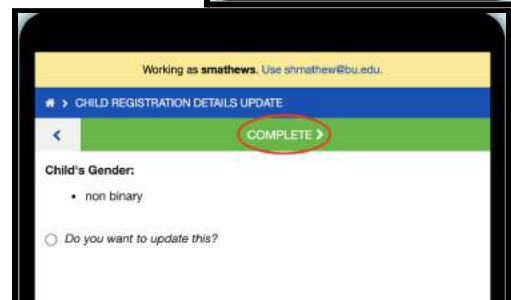 Working as smathews. Use shmathew@bu.edu.
> CHILD REGISTRATION DETAILS UPDATE
< COMPLETE >
Child's Gender:
• non binary
Do you want to update this?